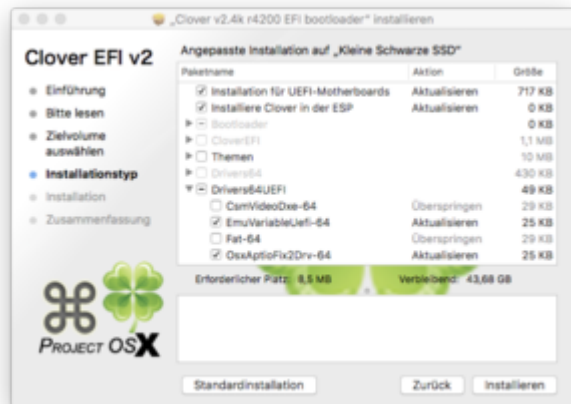 „Clover v2.4k r4200 EFI bootloader“ installieren
Clover EFI v2
Einführung
Bitte lesen
Zielvolume
auswählen
Installationstyp
Installation
Zusammenfassung
Angepasste Installation auf „Kleine Schwarze SSD“
Paketname Aktion Größe
Installation für UEFI-Motherboards Aktualisieren 717 KB
Installiere Clover in der ESP Aktualisieren 0 KB
Bootloader 0 KB
CloverEFI 1,1 MB
Themen 10 MB
Drivers64 430 KB
Drivers64UEFI 49 KB
CsmVideoDxe-64 Überspringen 29 KB
EmuVariableUefi-64 Aktualisieren 25 KB
Fat-64 Überspringen 29 KB
OsxAptioFix2Drv-64 Aktualisieren 25 KB
Erforderlicher Platz: 8,5 MB Verbleibend: 43,68 GB
PROJECT OSX
Standardinstallation Zurück Installieren